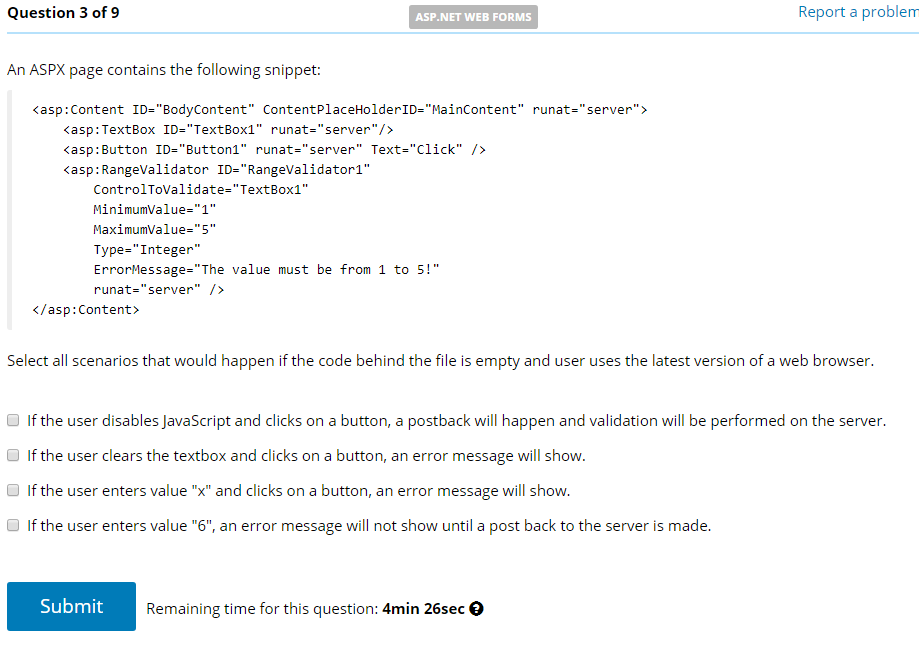 Question 3 of 9
ASP.NET WEB FORMS
Report a problem
An ASPX page contains the following snippet:
<asp:Content ID="BodyContent" ContentPlaceHolderID="MainContent" runat="server">
<asp:TextBox ID="TextBox1" runat="server"/>
<asp:Button ID="Button1" runat="server" Text="Click" />
<asp:RangeValidator ID="RangeValidator1"
ControlToValidate="TextBox1"
MinimumValue="1"
MaximumValue="5"
Type="Integer"
ErrorMessage="The value must be from 1 to 5!"
runat="server" />
</asp:Content>
Select all scenarios that would happen if the code behind the file is empty and user uses the latest version of a web browser.
If the user disables JavaScript and clicks on a button, a postback will happen and validation will be performed on the server.
If the user clears the textbox and clicks on a button, an error message will show.
If the user enters value "x" and clicks on a button, an error message will show.
If the user enters value "6", an error message will not show until a post back to the server is made.
Submit
Remaining time for this question: 4min 26sec ?